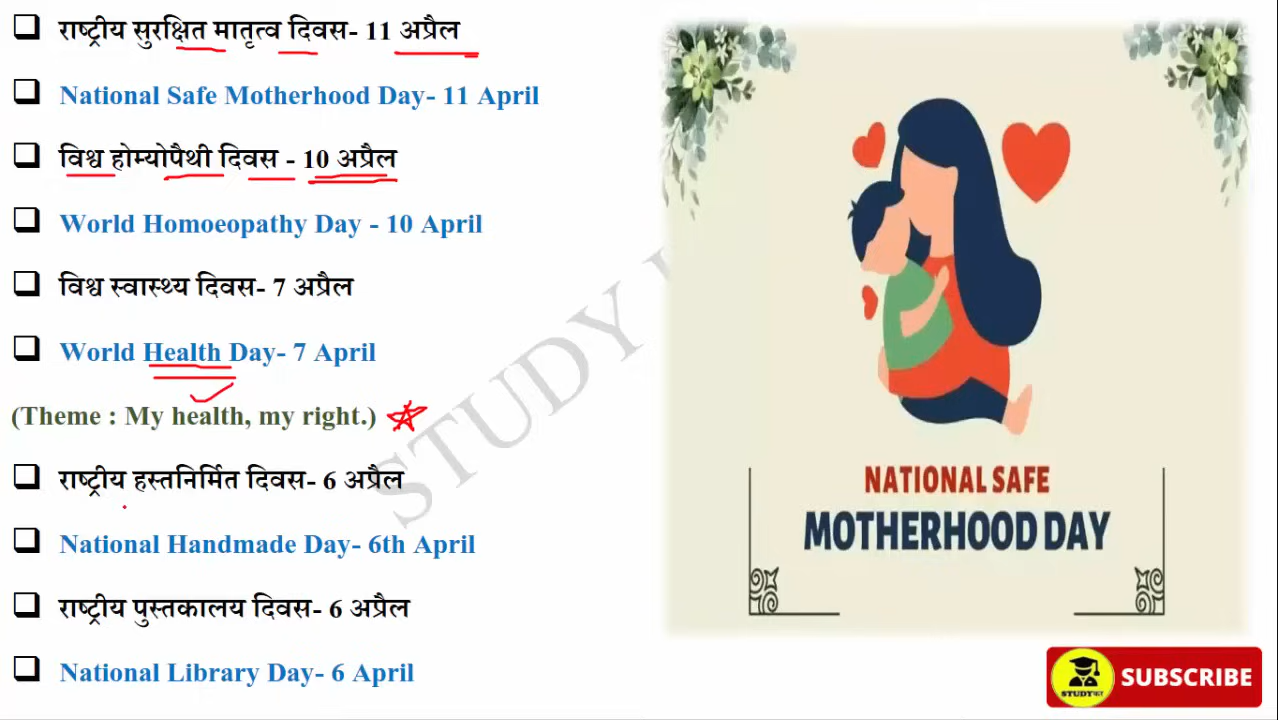 राष्ट्रीय सुरक्षित मातृत्व दिवस- 11 अप्रैल
National Safe Motherhood Day- 11 April
विश्व होम्योपैथी दिवस - 10 अप्रैल
World Homoeopathy Day - 10 April
विश्व स्वास्थ्य दिवस- 7 अप्रैल
World Health Day- 7 April
(Theme : My health, my right.)
राष्ट्रीय हस्तनिर्मित दिवस- 6 अप्रैल
National Handmade Day- 6th April
राष्ट्रीय पुस्तकालय दिवस- 6 अप्रैल
National Library Day- 6 April
STUDY
NATIONAL SAFE
MOTHERHOOD DAY
STUDY
SUBSCRIBE